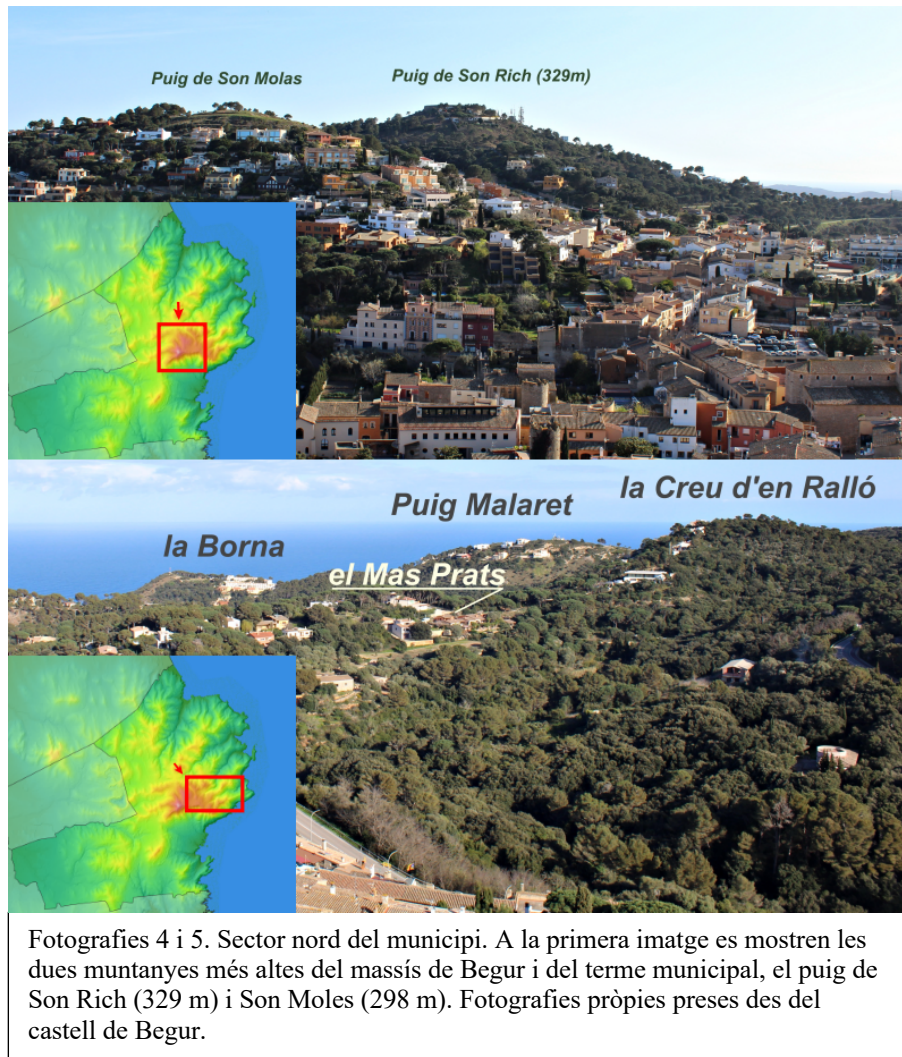 Puig de Son Molas
Puig de Son Rich (329m)
la Creu d'en Ralló
Puig Malaret
la Borna
el Mas Prats
Fotografies 4 i 5. Sector nord del municipi. A la primera imatge es mostren les
dues muntanyes més altes del massís de Begur i del terme municipal, el puig de
Son Rich (329 m) i Son Moles (298 m). Fotografies pròpies preses des del
castell de Begur.